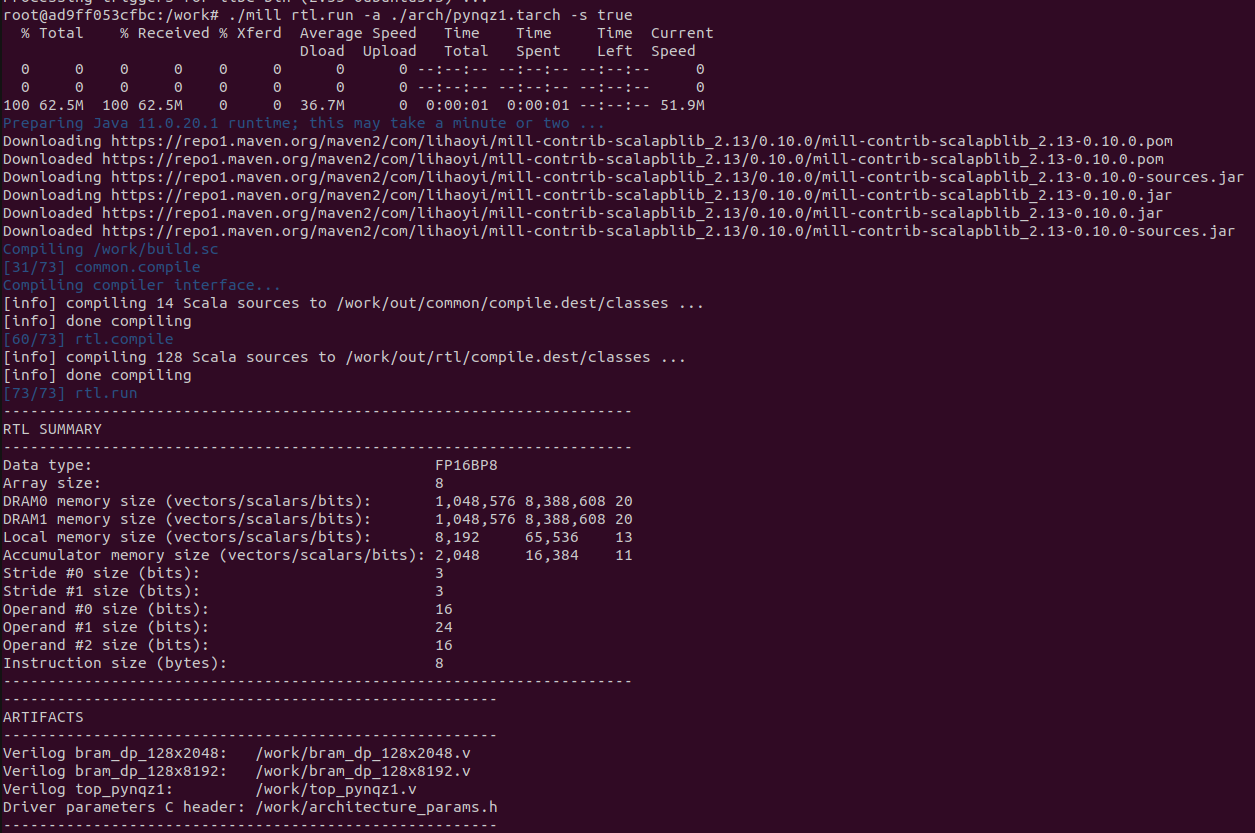 root@ad9ff053cfbc:/work# ./mill rtl.run -a ./arch/pynqz1.tarch -s true
  % Total    % Received % Xferd  Average Speed   Time    Time     Time  Current
                                 Dload  Upload   Total   Spent    Left  Speed
  0     0    0     0    0     0      0      0 --:--:-- --:--:-- --:--:--     0
  0     0    0     0    0     0      0      0 --:--:-- --:--:-- --:--:--     0
100 62.5M  100 62.5M    0     0  36.7M      0  0:00:01  0:00:01 --:--:-- 51.9M
Preparing Java 11.0.20.1 runtime; this may take a minute or two ...
Downloading https://repo1.maven.org/maven2/com/lihaoyi/mill-contrib-scalapblib_2.13/0.10.0/mill-contrib-scalapblib_2.13-0.10.0.pom
Downloaded https://repo1.maven.org/maven2/com/lihaoyi/mill-contrib-scalapblib_2.13/0.10.0/mill-contrib-scalapblib_2.13-0.10.0.pom
Downloading https://repo1.maven.org/maven2/com/lihaoyi/mill-contrib-scalapblib_2.13/0.10.0/mill-contrib-scalapblib_2.13-0.10.0-sources.jar
Downloading https://repo1.maven.org/maven2/com/lihaoyi/mill-contrib-scalapblib_2.13/0.10.0/mill-contrib-scalapblib_2.13-0.10.0.jar
Downloaded https://repo1.maven.org/maven2/com/lihaoyi/mill-contrib-scalapblib_2.13/0.10.0/mill-contrib-scalapblib_2.13-0.10.0.jar
Downloaded https://repo1.maven.org/maven2/com/lihaoyi/mill-contrib-scalapblib_2.13/0.10.0/mill-contrib-scalapblib_2.13-0.10.0-sources.jar
Compiling /work/build.sc
[31/73] common.compile
Compiling compiler interface...
[info] compiling 14 Scala sources to /work/out/common/compile.dest/classes ...
[info] done compiling
[60/73] rtl.compile
[info] compiling 128 Scala sources to /work/out/rtl/compile.dest/classes ...
[info] done compiling
[73/73] rtl.run
----------------------------------------------------------------------
RTL SUMMARY
----------------------------------------------------------------------
Data type:                                      FP16BP8
Array size:                                     8
DRAM0 memory size (vectors/scalars/bits):       1,048,576 8,388,608 20
DRAM1 memory size (vectors/scalars/bits):       1,048,576 8,388,608 20
Local memory size (vectors/scalars/bits):       8,192     65,536    13
Accumulator memory size (vectors/scalars/bits): 2,048     16,384    11
Stride #0 size (bits):                          3
Stride #1 size (bits):                          3
Operand #0 size (bits):                         16
Operand #1 size (bits):                         24
Operand #2 size (bits):                         16
Instruction size (bytes):                       8
----------------------------------------------------------------------
-------------------------------------------------------
ARTIFACTS
-------------------------------------------------------
Verilog bram_dp_128x2048:   /work/bram_dp_128x2048.v
Verilog bram_dp_128x8192:   /work/bram_dp_128x8192.v
Verilog top_pynqz1:         /work/top_pynqz1.v
Driver parameters C header: /work/architecture_params.h
-------------------------------------------------------